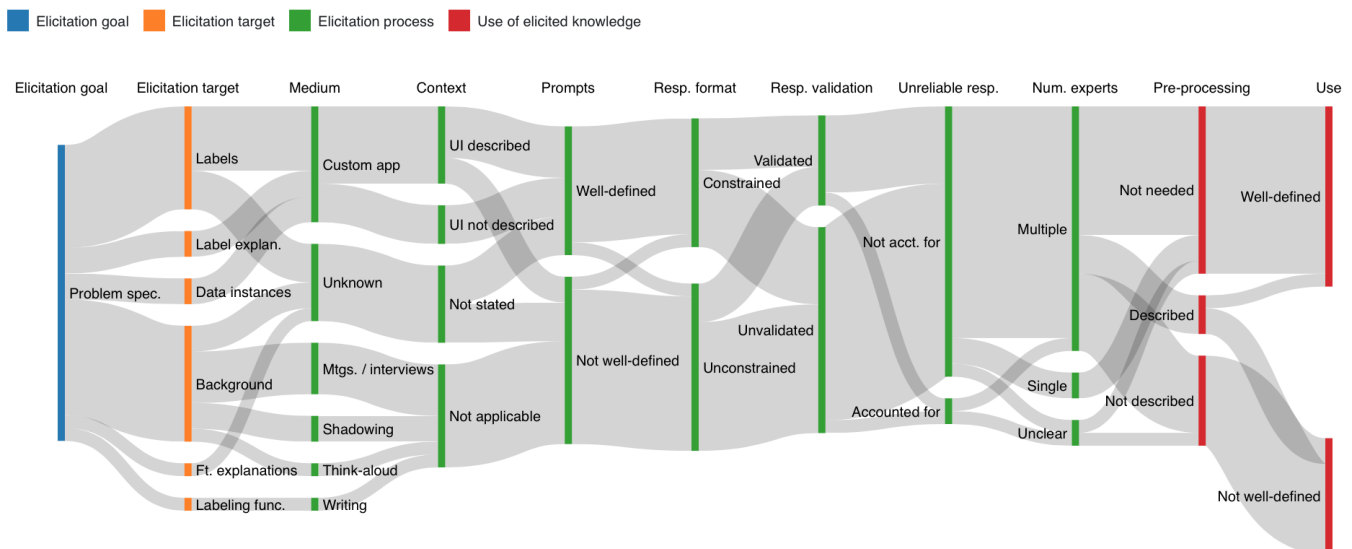 Elicitation goal
Elicitation target
Elicitation process
Use of elicited knowledge
Elicitation goal
Elicitation target
Medium
Context
Prompts
Resp. format
Resp. validation
Unreliable resp.
Num. experts
Pre-processing
Use
Problem spec.
Labels
Label explan.
Data instances
Background
Ft. explanations
Labeling func.
Custom app
Unknown
Mtgs. / interviews
Shadowing
Think-aloud
Writing
UI described
UI not described
Not stated
Not applicable
Well-defined
Not well-defined
Constrained
Unconstrained
Validated
Unvalidated
Not acct. for
Accounted for
Multiple
Single
Unclear
Not needed
Described
Not described
Well-defined
Not well-defined